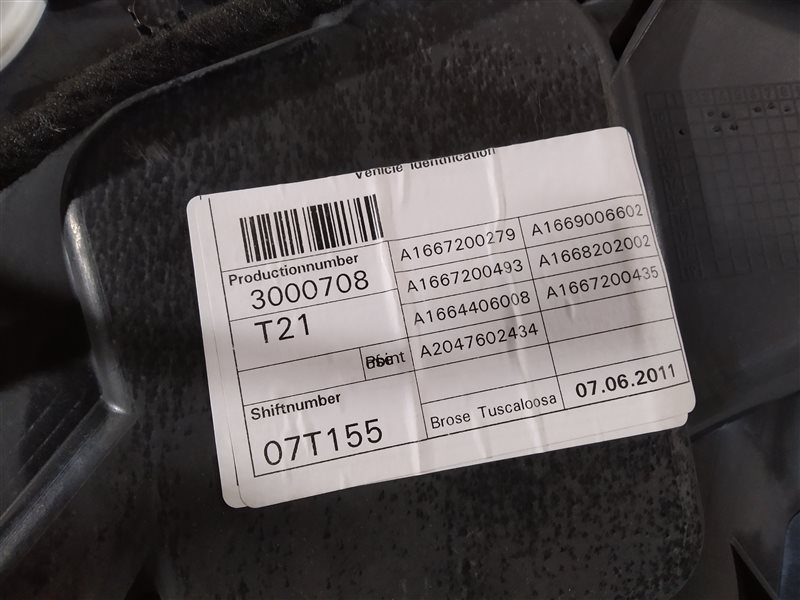 Vehicle Identification
Productionnumber
3000708
T21
Point
Shiftnumber
07T155
A1667200279 A1669006602
A1667200493 A1668202002
A1664406008 A1667200435
A2047602434
Brose Tuscaloosa 07.06.2011